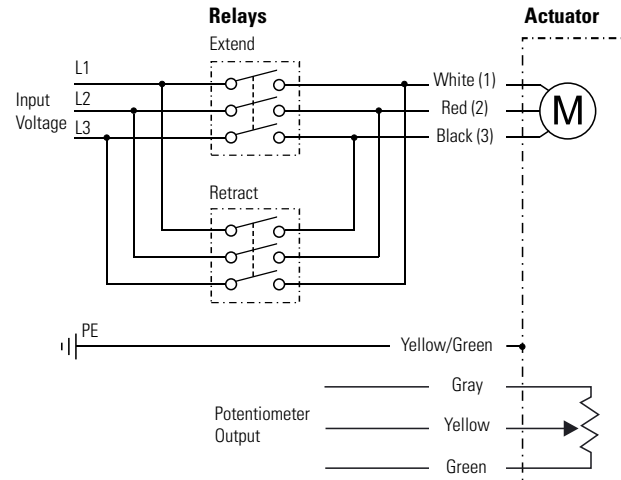 Relays
Actuator
Extend
L1
Input
Voltage
L2
L3
White (1)
Red (2)
Black (3)
M
Retract
PE
Yellow/Green
Gray
Potentiometer
Output
Yellow
Green